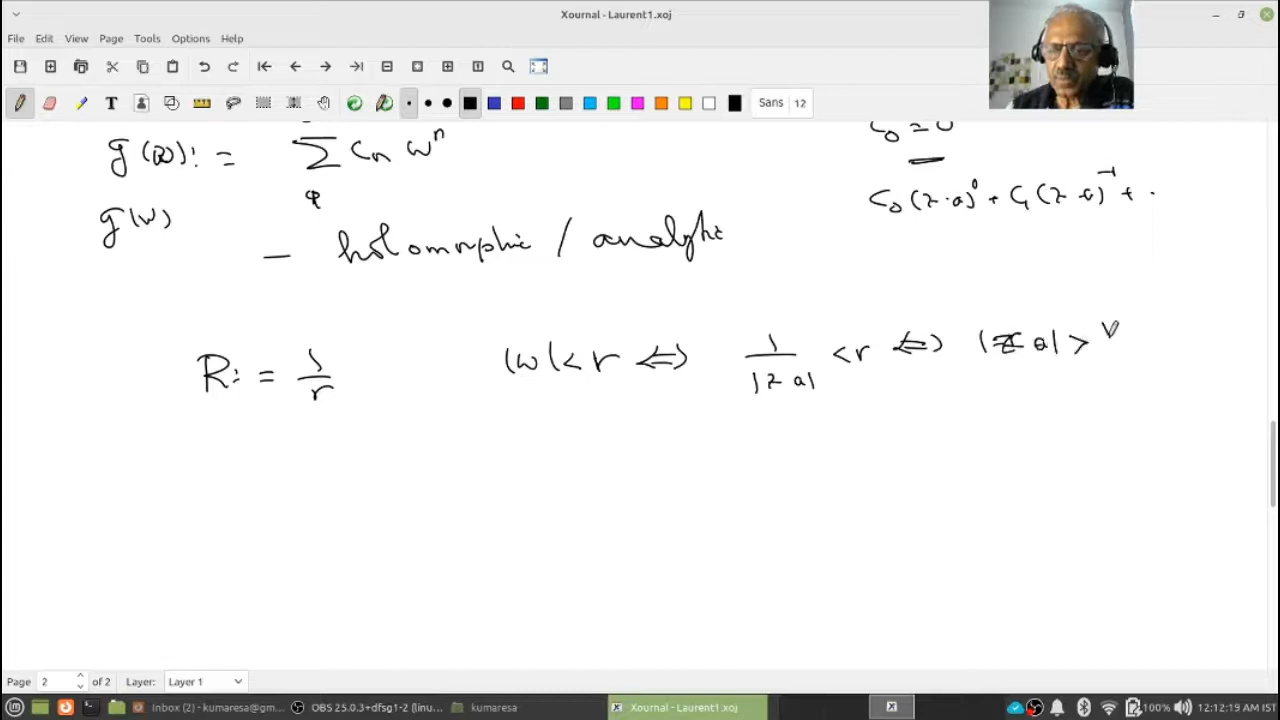 Xournal - Laurent1.xoj
File Edit View Page Tools Options Help
Sans 12
g(z) := Σ cₙ wⁿ
c₀ = 0
c₀(z-a)⁰ + c₁(z-a)⁻¹ + .
g(w)
— holomorphic / analytic
R := 1/r
|w| < r ⇔ 1/|z-a| < r ⇔ |z-a| >
Page 2 of 2 Layer: Layer 1
Inbox () - kumaresa@gm... OBS 25.0.3+dfsg1-2 (linu... kumaresa Xournal - Laurent1.xoj 100% 12:12:19 AM IST